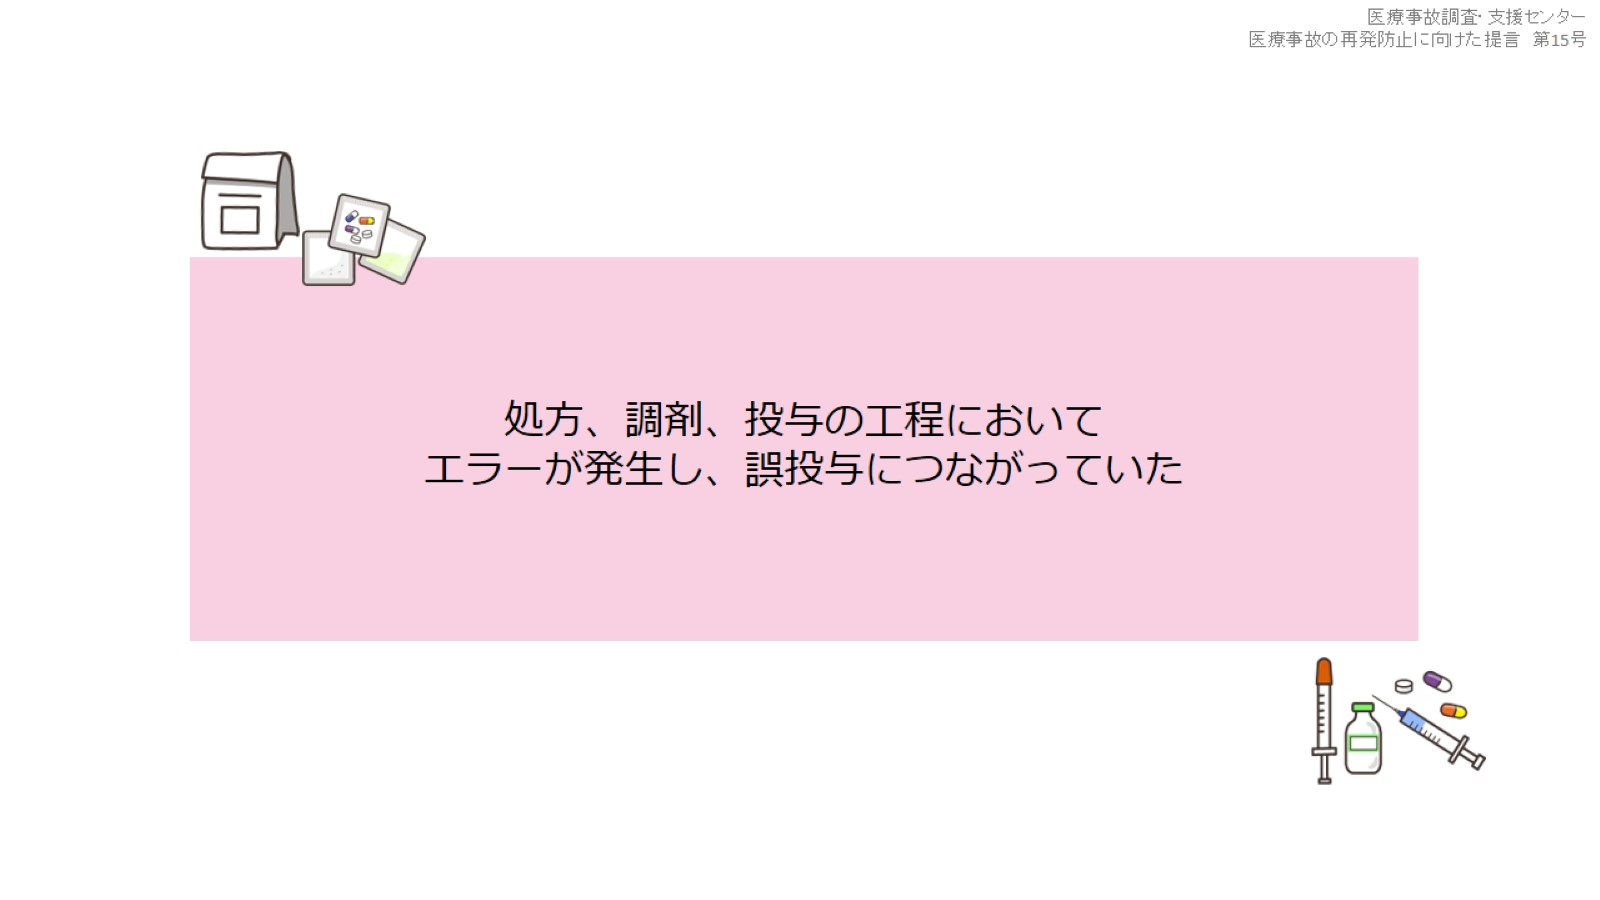 医療事故調査・支援センター
医療事故の再発防止に向けた提言　第15号
処方、調剤、投与の工程において
エラーが発生し、誤投与につながっていた